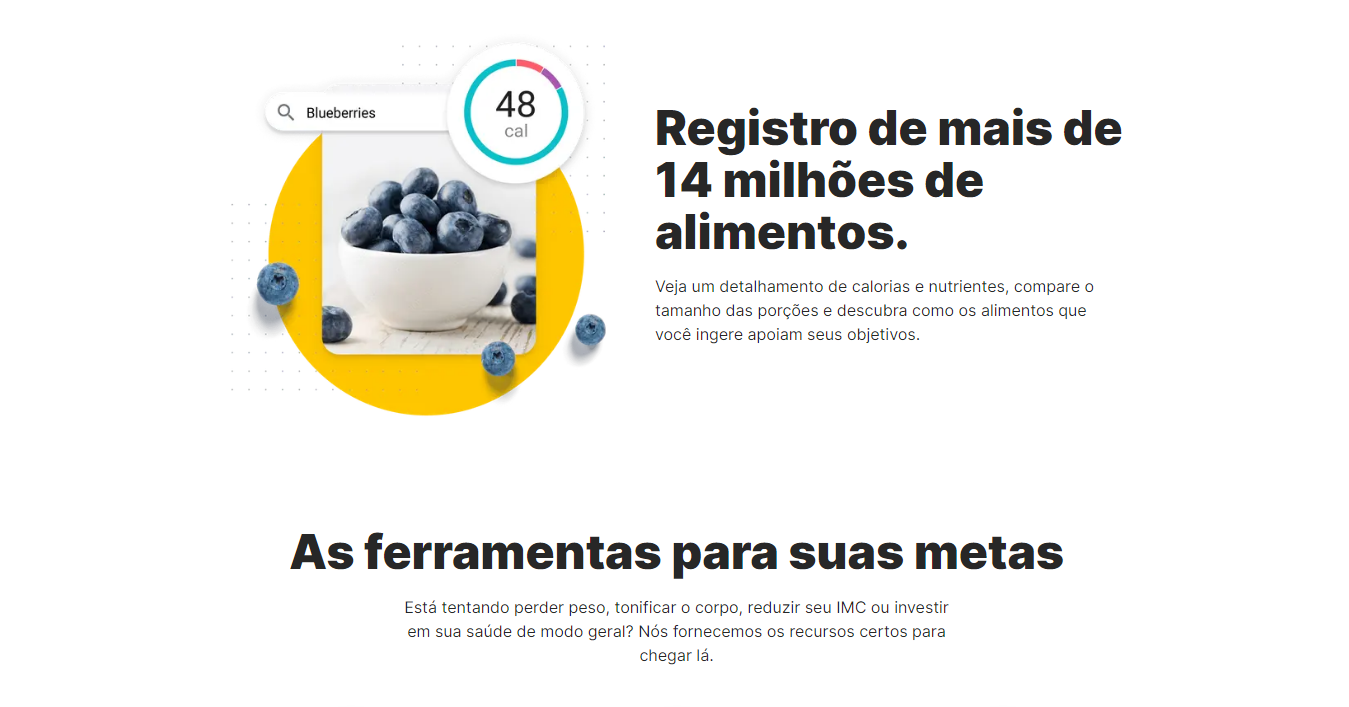 Blueberries
48
cal
Registro de mais de
14 milhões de
alimentos.
Veja um detalhamento de calorias e nutrientes, compare o
tamanho das porções e descubra como os alimentos que
você ingere apoiam seus objetivos.
As ferramentas para suas metas
Está tentando perder peso, tonificar o corpo, reduzir seu IMC ou investir
em sua saúde de modo geral? Nós fornecemos os recursos certos para
chegar lá.